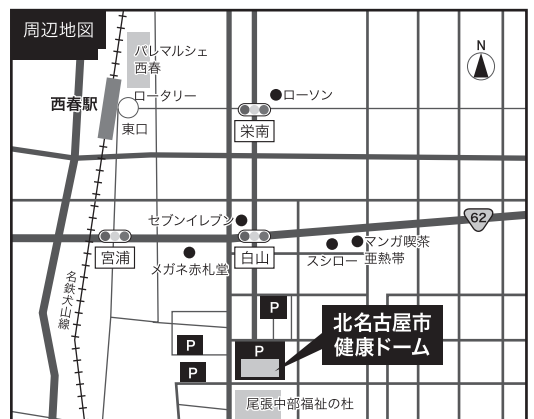 周辺地図
N
パレマルシェ
西春
西春駅
ロータリー
東口
ローソン
栄南
セブンイレブン
62
宮浦
白山
メガネ赤札堂
スシロー
マンガ喫茶
亜熱帯
名鉄犬山線
P
北名古屋市
健康ドーム
P
P
P
尾張中部福祉の杜